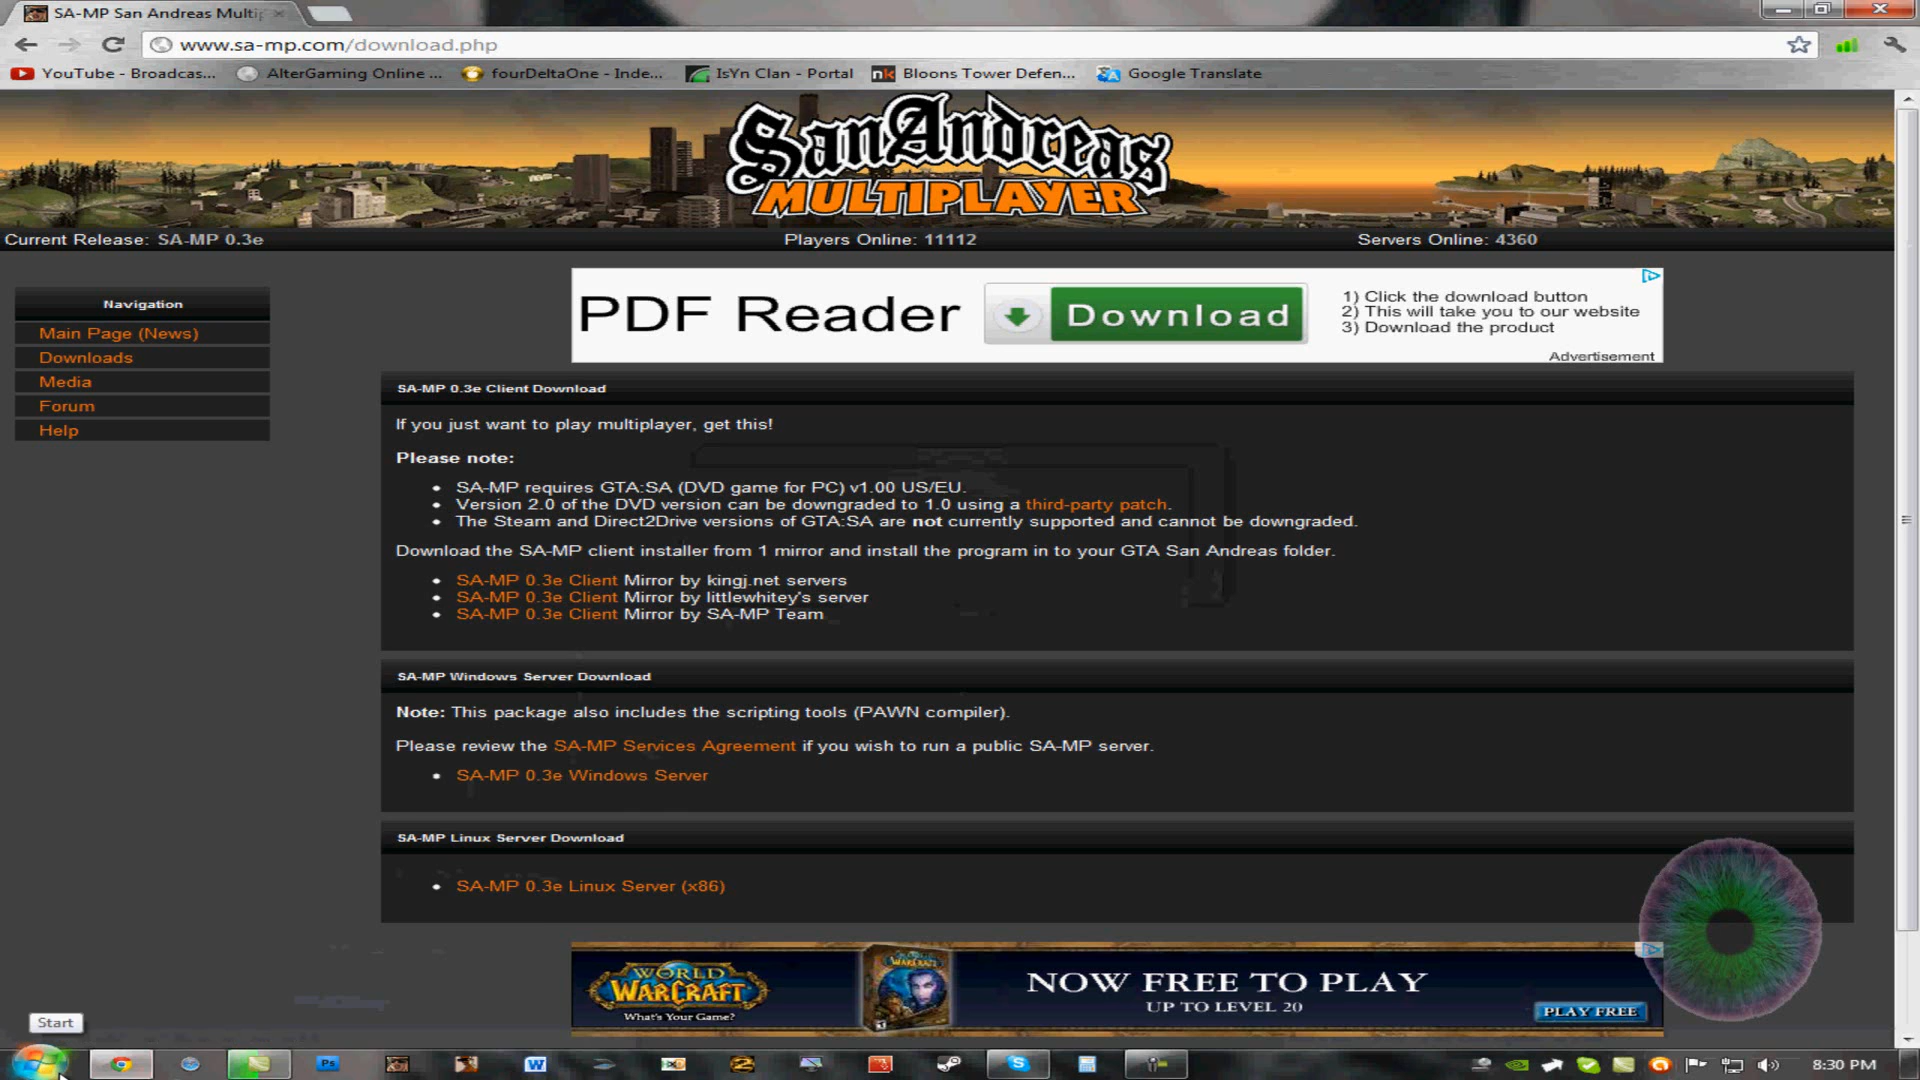 SA-MP San Andreas Multip
www.sa-mp.com/download.php
YouTube - Broadcas...
AlterGaming Online ...
fourDeltaOne - Inde...
IsYn Clan - Portal
nk
Bloons Tower Defen...
Google Translate
San Andreas
MULTIPLAYER
Current Release: SA-MP 0.3e
Players Online: 11112
Servers Online: 4360
Navigation
Main Page (News)
Downloads
Media
Forum
Help
PDF Reader
Download
1) Click the download button
2) This will take you to our website
3) Download the product
Advertisement
SA-MP 0.3e Client Download
If you just want to play multiplayer, get this!
Please note:
SA-MP requires GTA:SA (DVD game for PC) v1.00 US/EU.
Version 2.0 of the DVD version can be downgraded to 1.0 using a third-party patch.
The Steam and Direct2Drive versions of GTA:SA are not currently supported and cannot be downgraded.
Download the SA-MP client installer from 1 mirror and install the program in to your GTA San Andreas folder.
SA-MP 0.3e Client Mirror by kingj.net servers
SA-MP 0.3e Client Mirror by littlewhitey's server
SA-MP 0.3e Client Mirror by SA-MP Team
SA-MP Windows Server Download
Note: This package also includes the scripting tools (PAWN compiler).
Please review the SA-MP Services Agreement if you wish to run a public SA-MP server.
SA-MP 0.3e Windows Server
SA-MP Linux Server Download
SA-MP 0.3e Linux Server (x86)
WORLD
WARCRAFT
What's Your Game?
WARCRAFT
NOW FREE TO PLAY
UP TO LEVEL 20
PLAY FREE
Start
Ps
W
S
8:30 PM